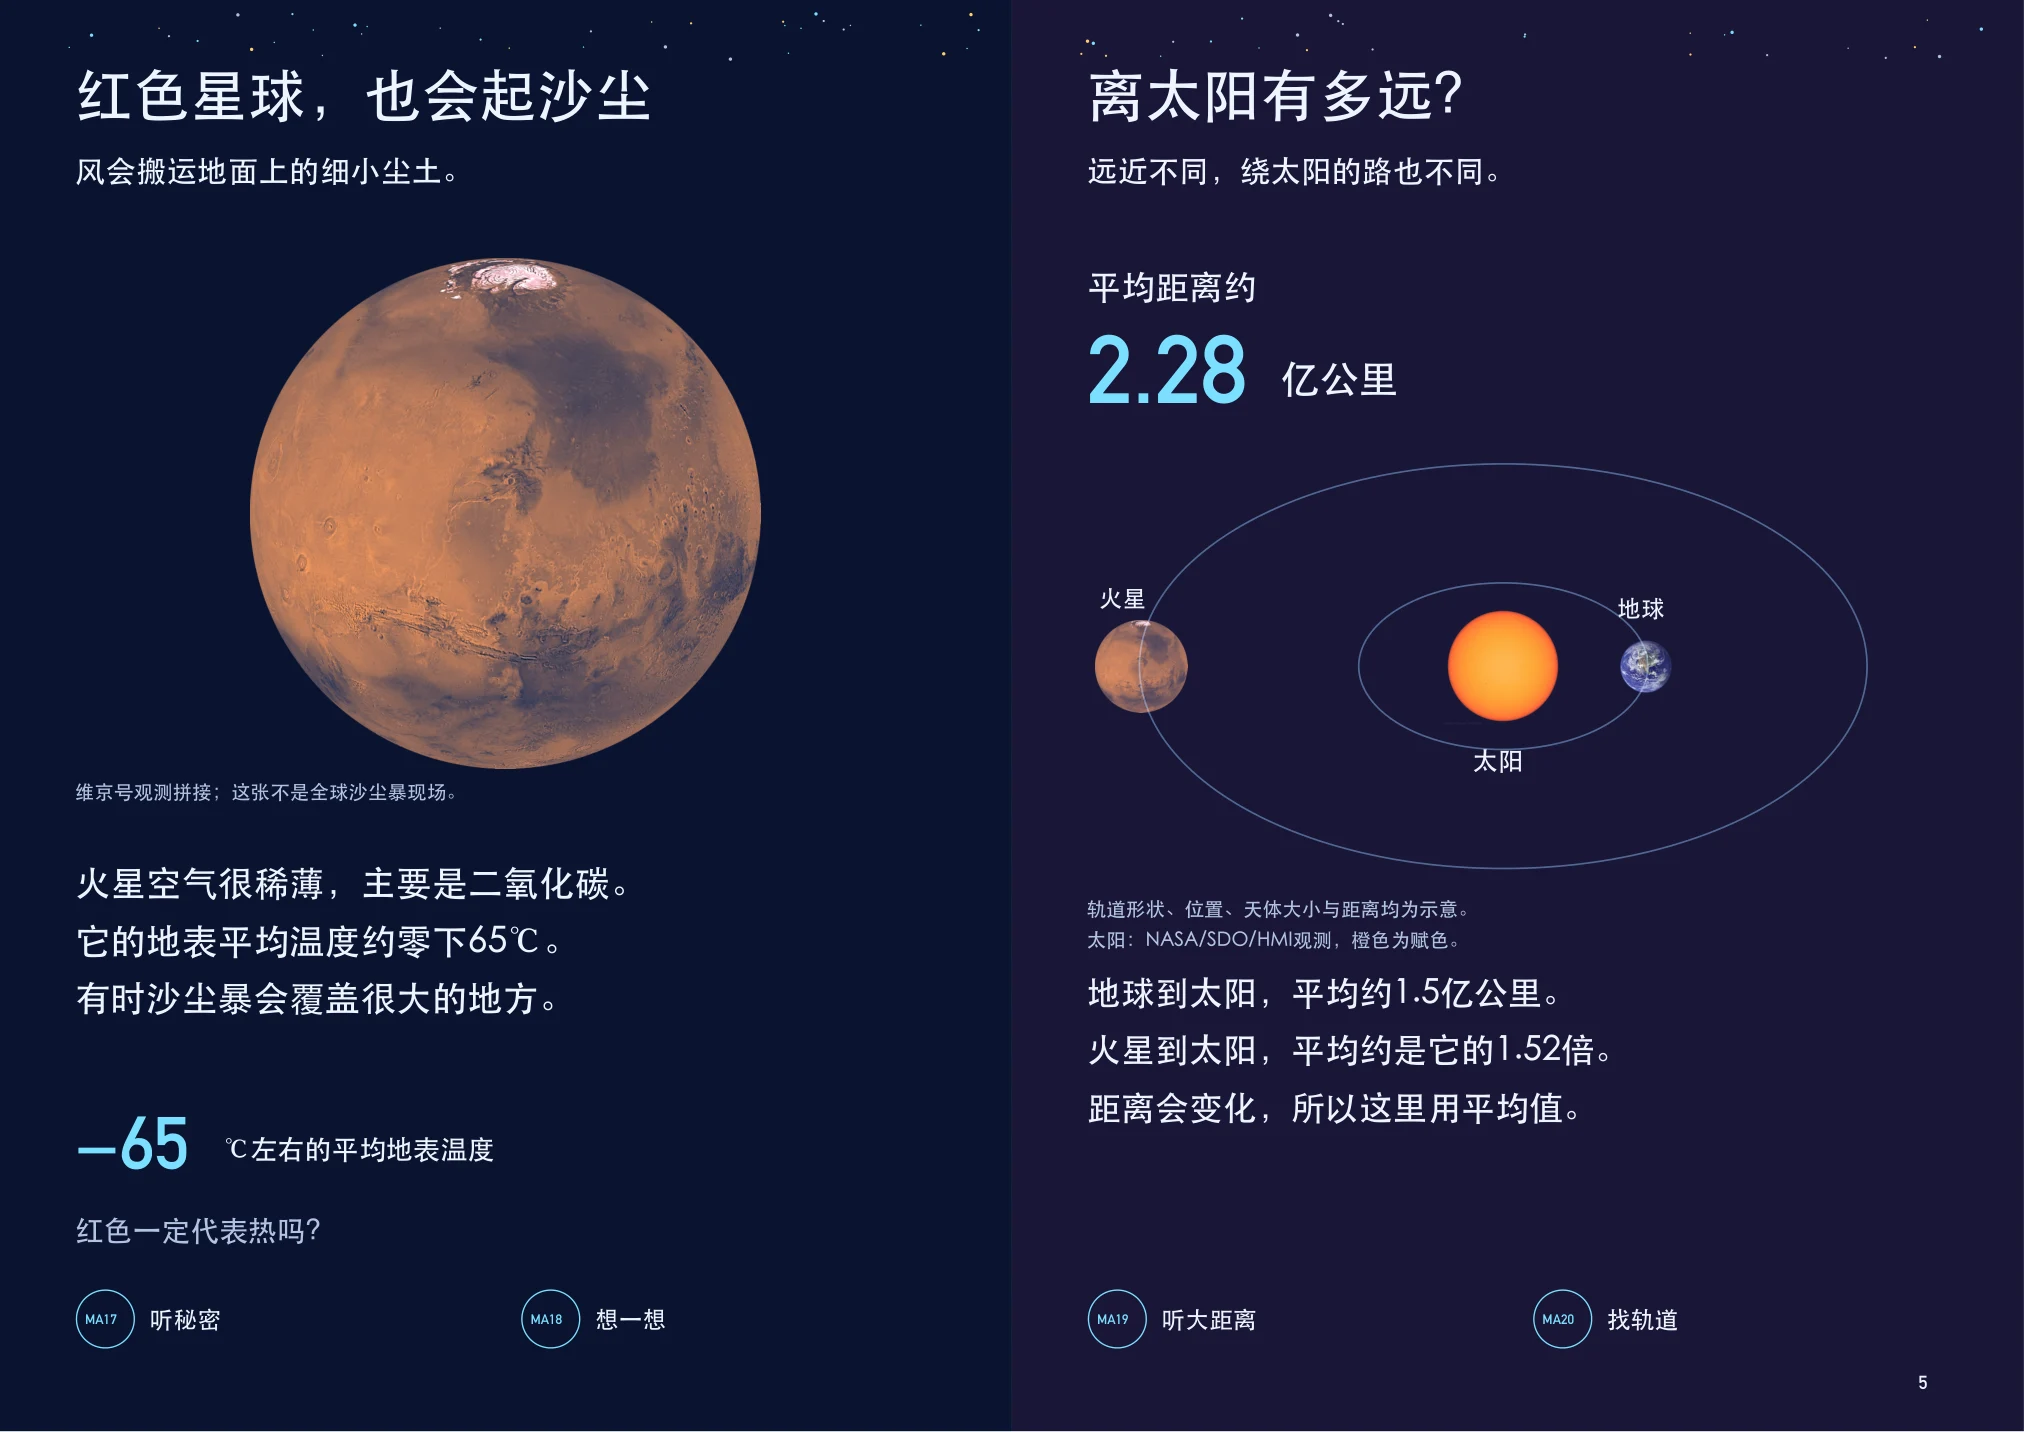 红色星球，也会起沙尘
风会搬运地面上的细小尘土。
维京号观测拼接；这张不是全球沙尘暴现场。
火星空气很稀薄，主要是二氧化碳。
它的地表平均温度约零下65℃。
有时沙尘暴会覆盖很大的地方。
–65 ℃左右的平均地表温度
红色一定代表热吗？
MA17 听秘密
MA18 想一想
离太阳有多远？
远近不同，绕太阳的路也不同。
平均距离约
2.28 亿公里
火星
地球
太阳
轨道形状、位置、天体大小与距离均为示意。
太阳：NASA/SDO/HMI观测，橙色为赋色。
地球到太阳，平均约1.5亿公里。
火星到太阳，平均约是它的1.52倍。
距离会变化，所以这里用平均值。
MA19 听大距离
MA20 找轨道
5